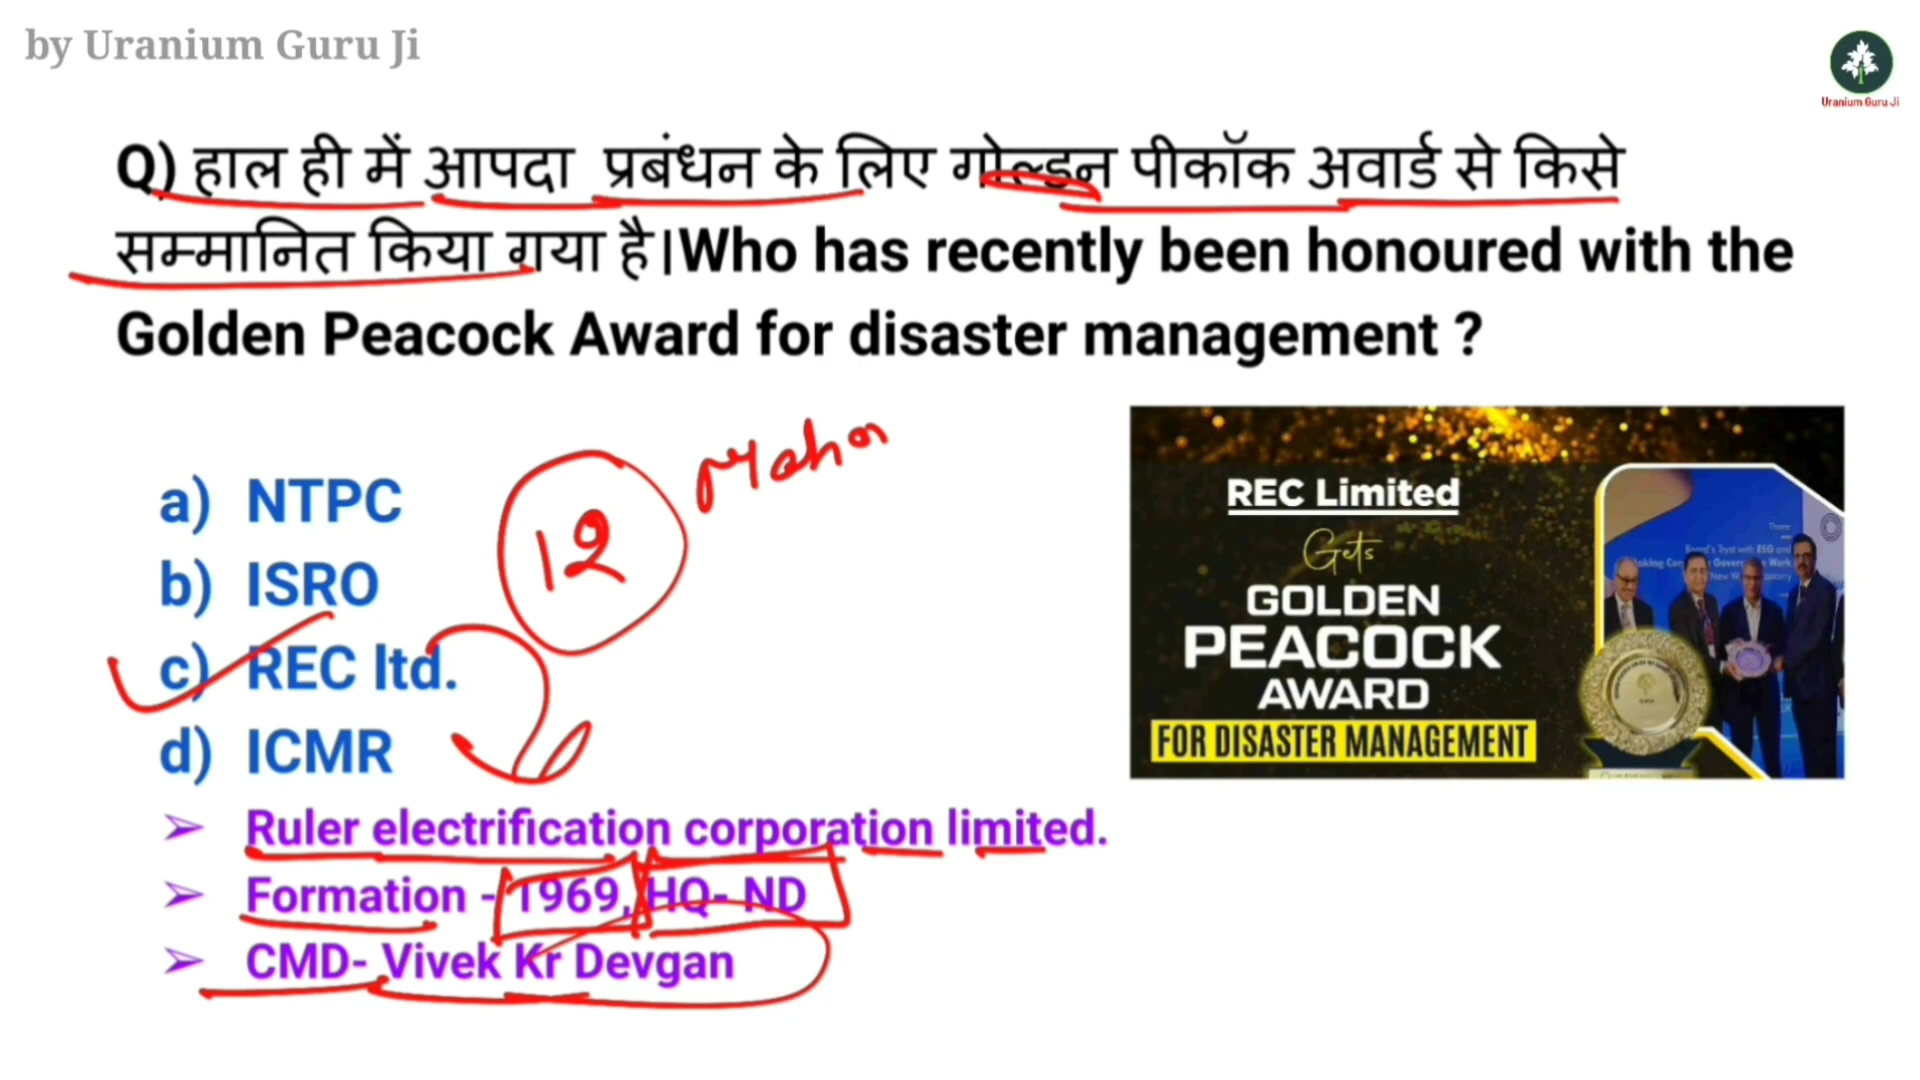 by Uranium Guru Ji
Uranium Guru Ji
Q) हाल ही में आपदा प्रबंधन के लिए गोल्डन पीकॉक अवार्ड से किसे
सम्मानित किया गया है।Who has recently been honoured with the
Golden Peacock Award for disaster management ?
a) NTPC
b) ISRO
c) REC ltd.
d) ICMR
12
Maha
➢ Ruler electrification corporation limited.
➢ Formation - 1969, HQ- ND
➢ CMD- Vivek Kr Devgan
REC Limited
Gets
GOLDEN
PEACOCK
AWARD
FOR DISASTER MANAGEMENT